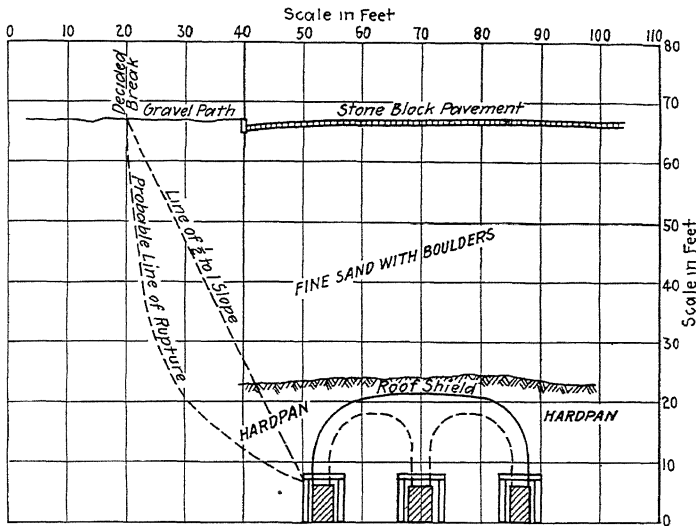 Scale in Feet
0 10 20 30 40 50 60 70 80 90 100 110
80
70
60
50
40
30
20
10
0
Scale in Feet
Decided
Break
Gravel Path
Stone Block Pavement
Probable Line of Rupture
Line of ½ to 1 Slope
FINE SAND WITH BOULDERS
Roof Shield
HARDPAN
HARDPAN